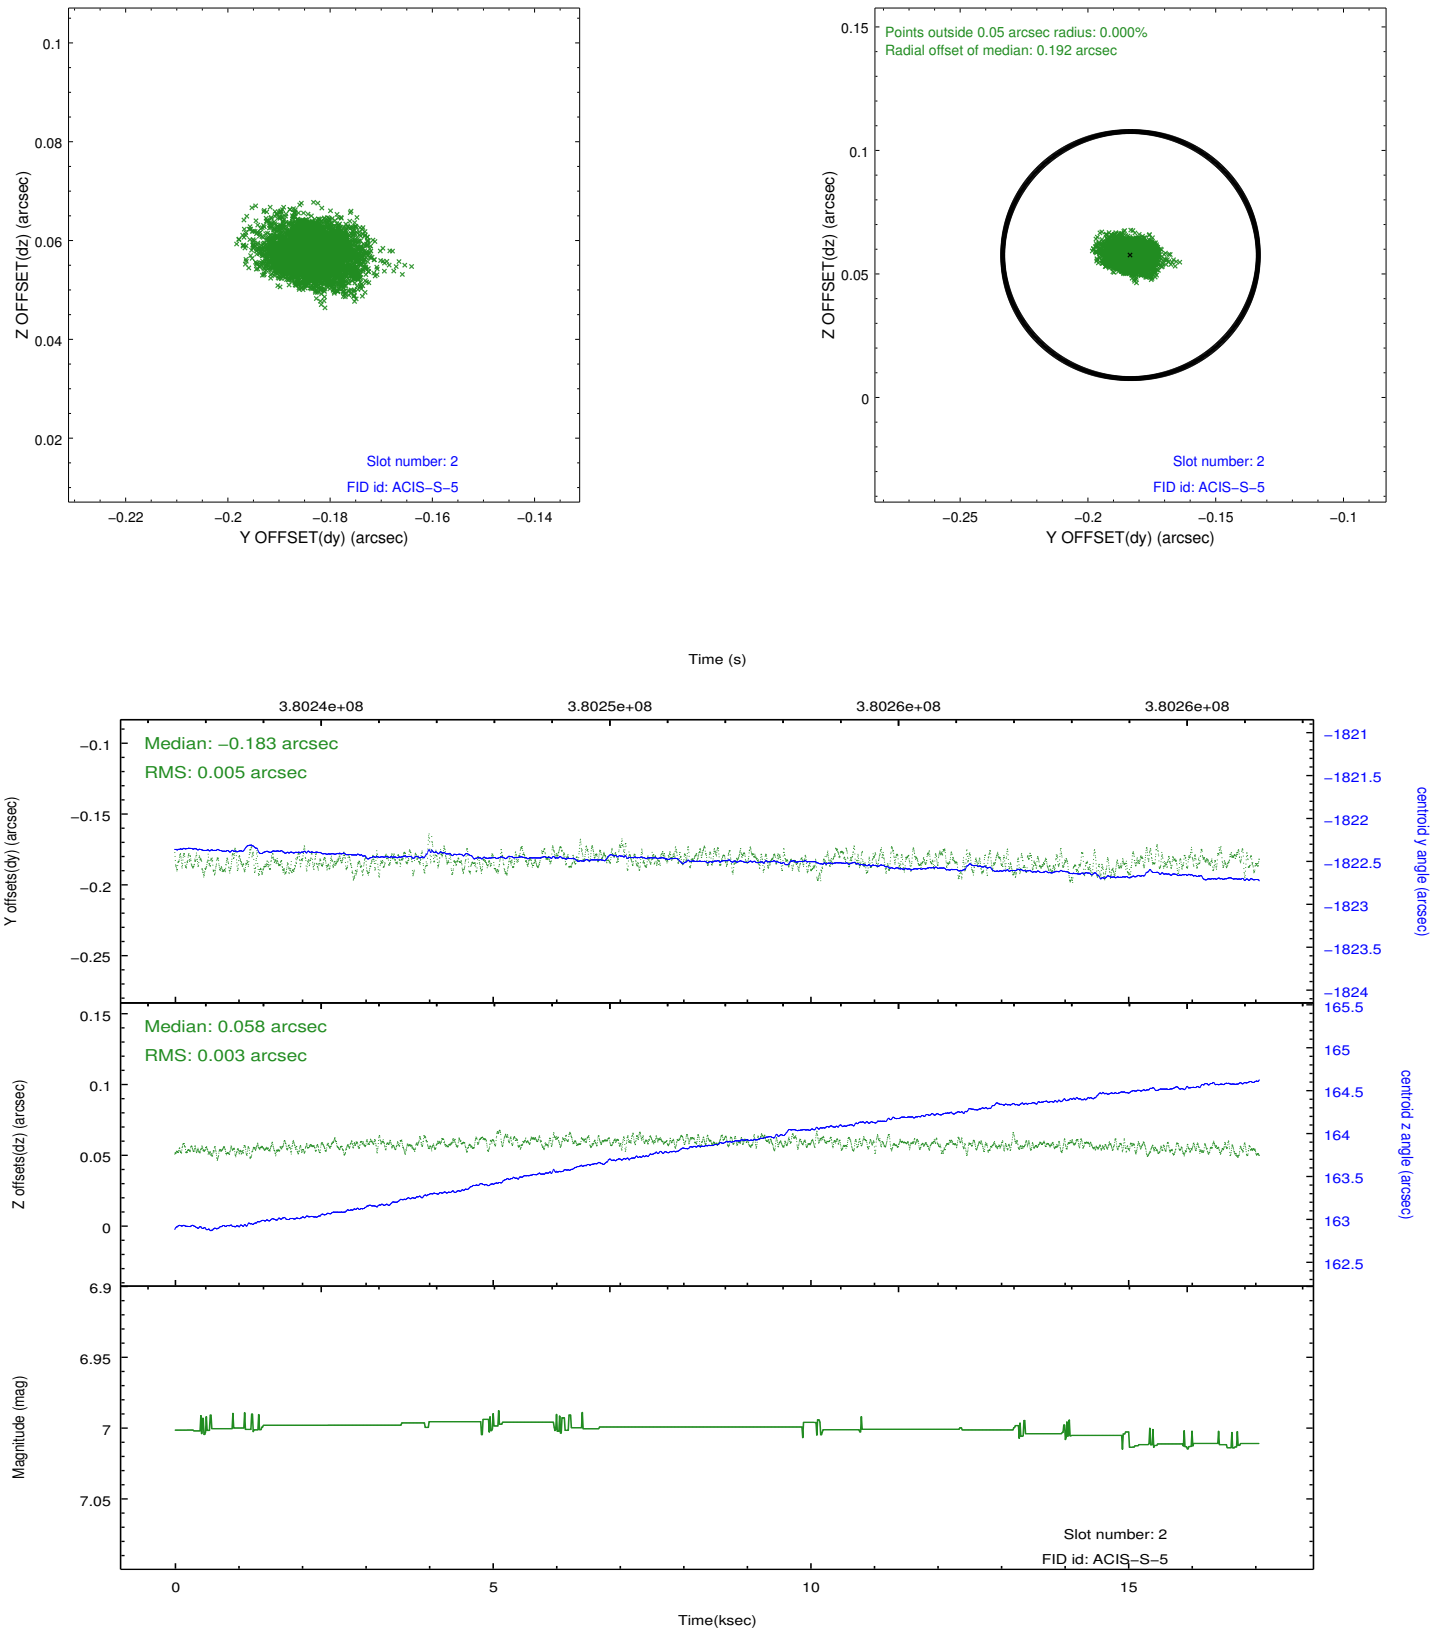 0.1
0.08
0.06
0.04
0.02
Z OFFSET(dz) (arcsec)
Slot number: 2
FID id: ACIS−S−5
−0.22
−0.2
−0.18
−0.16
−0.14
Y OFFSET(dy) (arcsec)
Points outside 0.05 arcsec radius: 0.000%
Radial offset of median: 0.192 arcsec
0.15
0.1
0.05
0
Z OFFSET(dz) (arcsec)
Slot number: 2
FID id: ACIS−S−5
−0.25
−0.2
−0.15
−0.1
Y OFFSET(dy) (arcsec)
Time (s)
3.8024e+08
3.8025e+08
3.8026e+08
3.8026e+08
Median: −0.183 arcsec
RMS: 0.005 arcsec
−0.1
−0.15
−0.2
−0.25
Y offsets(dy) (arcsec)
−1821
−1821.5
−1822
−1822.5
−1823
−1823.5
−1824
centroid y angle (arcsec)
Median: 0.058 arcsec
RMS: 0.003 arcsec
0.15
0.1
0.05
0
Z offsets(dz) (arcsec)
165.5
165
164.5
164
163.5
163
162.5
centroid z angle (arcsec)
6.9
6.95
7
7.05
Magnitude (mag)
Slot number: 2
FID id: ACIS−S−5
0
5
10
15
Time(ksec)